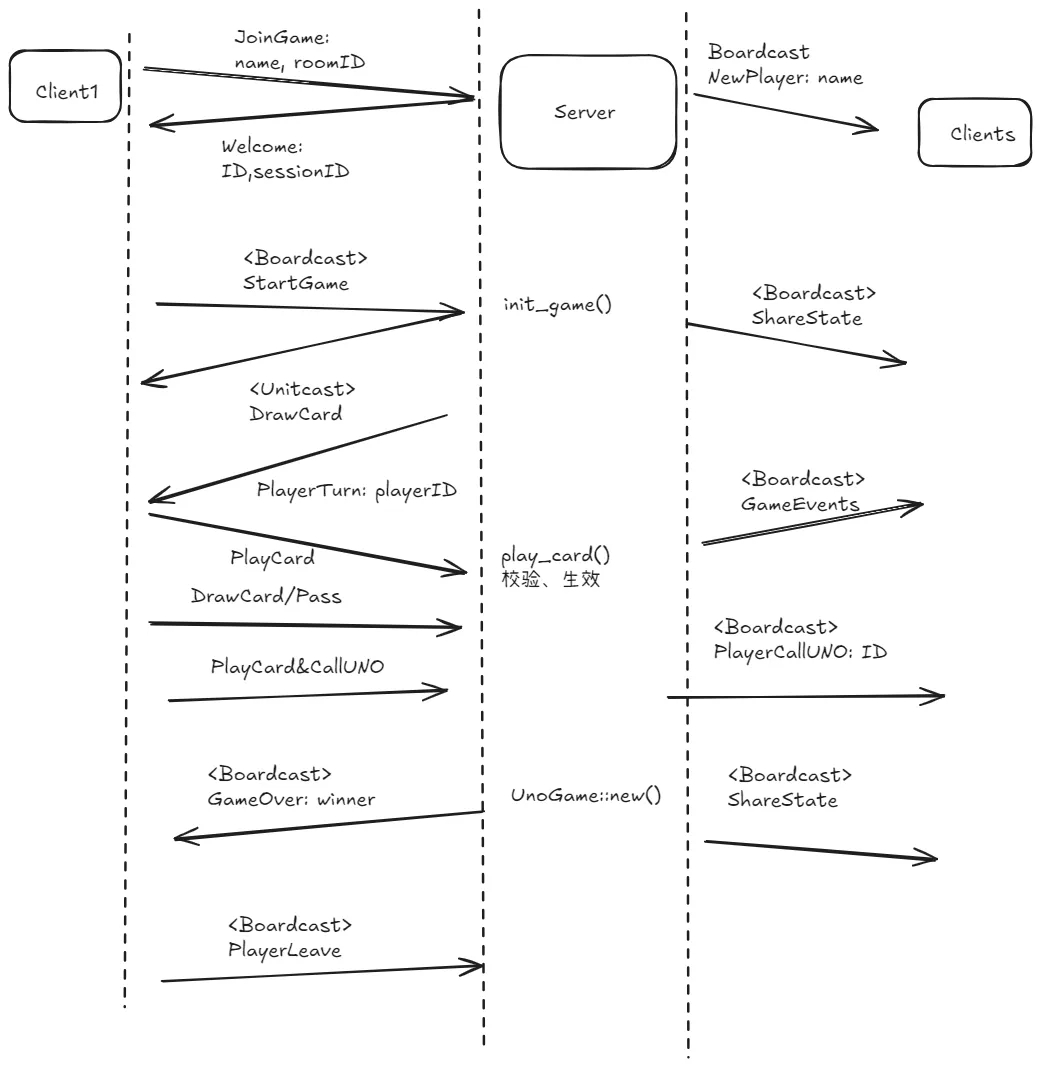 JoinGame:
name, roomID
Boardcast
NewPlayer: name
Client1
Server
Clients
Welcome:
ID,sessionID
<Boardcast>
StartGame
init_game()
<Boardcast>
ShareState
<Unitcast>
DrawCard
PlayerTurn: playerID
<Boardcast>
GameEvents
PlayCard
play_card()
校验、生效
DrawCard/Pass
<Boardcast>
PlayerCallUNO: ID
PlayCard&CallUNO
<Boardcast>
GameOver: winner
UnoGame::new()
<Boardcast>
ShareState
<Boardcast>
PlayerLeave